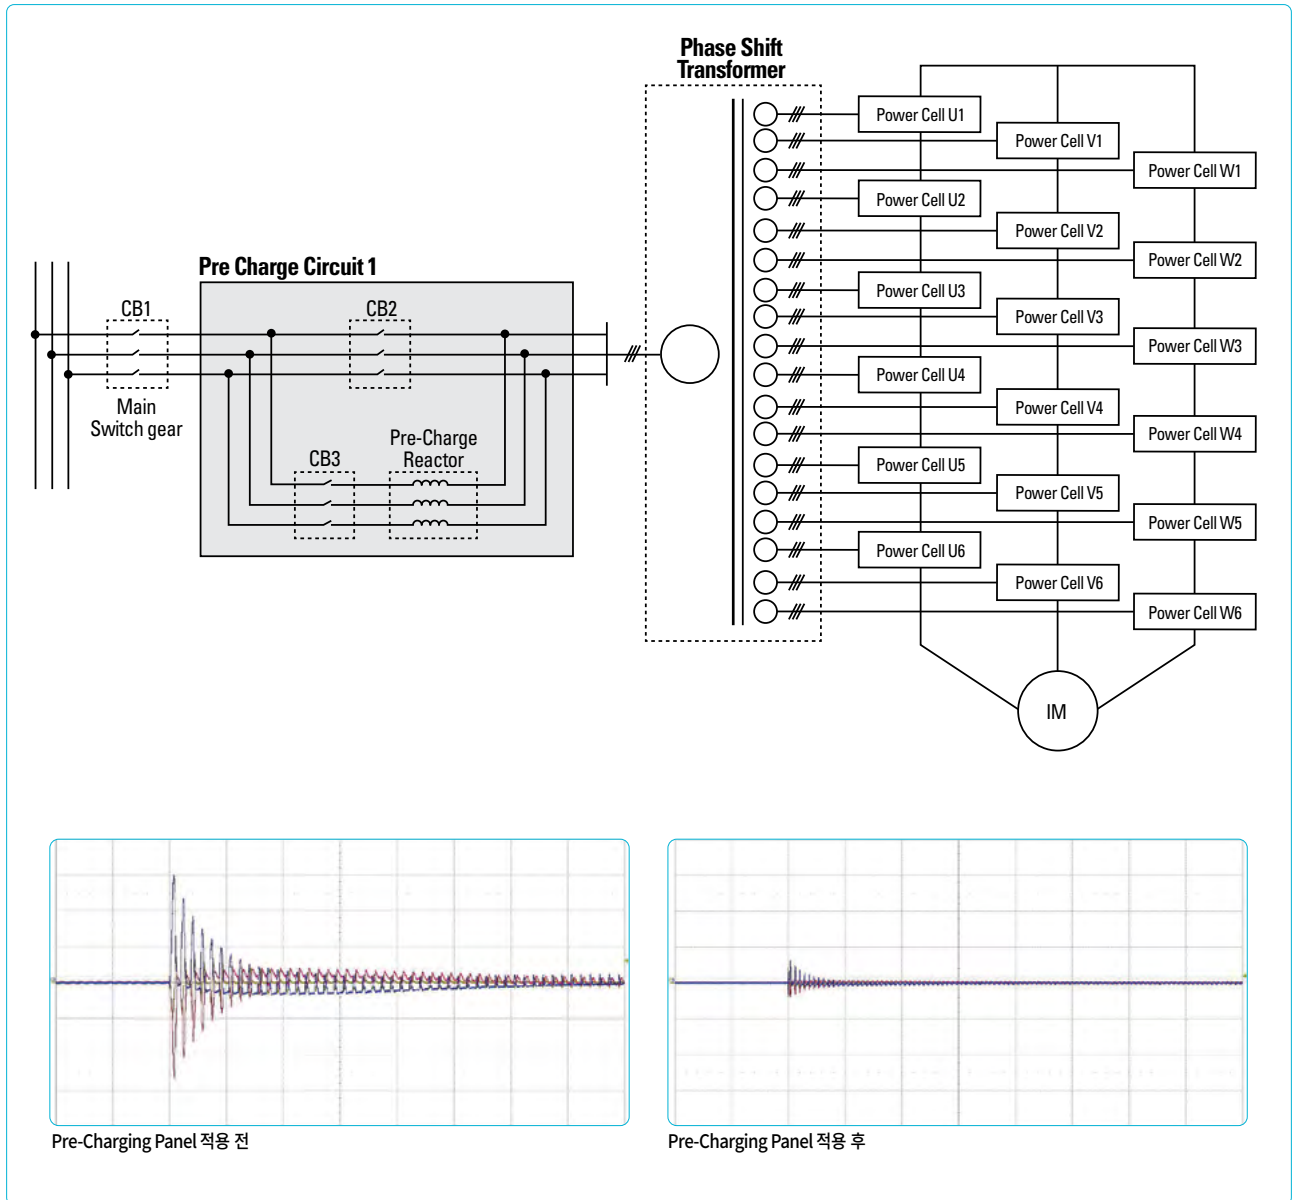 Phase Shift
Transformer
Power Cell U1
Power Cell V1
Power Cell W1
Power Cell U2
Power Cell V2
Power Cell W2
Pre Charge Circuit 1
Power Cell U3
CB1
CB2
Power Cell V3
Power Cell W3
Power Cell U4
Main
Switch gear
Power Cell V4
Power Cell W4
Pre-Charge
Reactor
CB3
Power Cell U5
Power Cell V5
Power Cell W5
Power Cell U6
Power Cell V6
Power Cell W6
IM
Pre-Charging Panel 적용 전
Pre-Charging Panel 적용 후